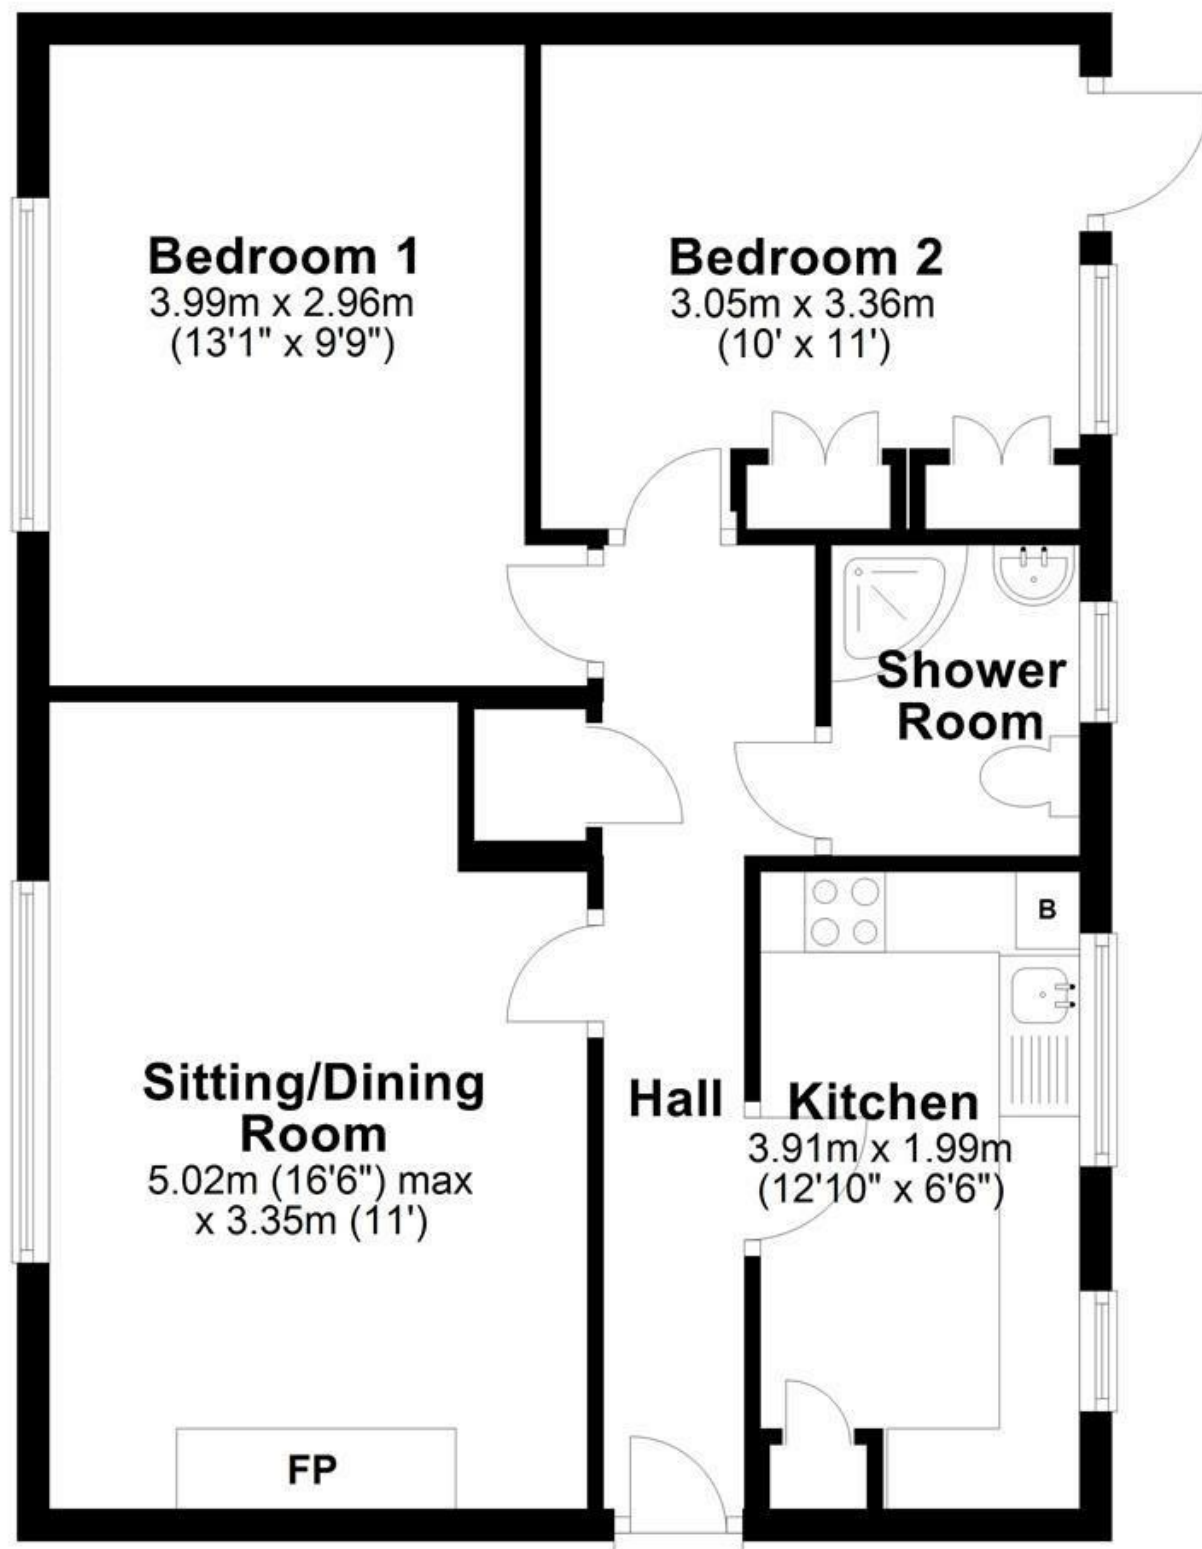 Bedroom 1
3.99m x 2.96m
(13'1" x 9'9")
Bedroom 2
3.05m x 3.36m
(10' x 11')
Shower
Room
B
Sitting/Dining
Room
5.02m (16'6") max
x 3.35m (11')
Hall
Kitchen
3.91m x 1.99m
(12'10" x 6'6")
FP